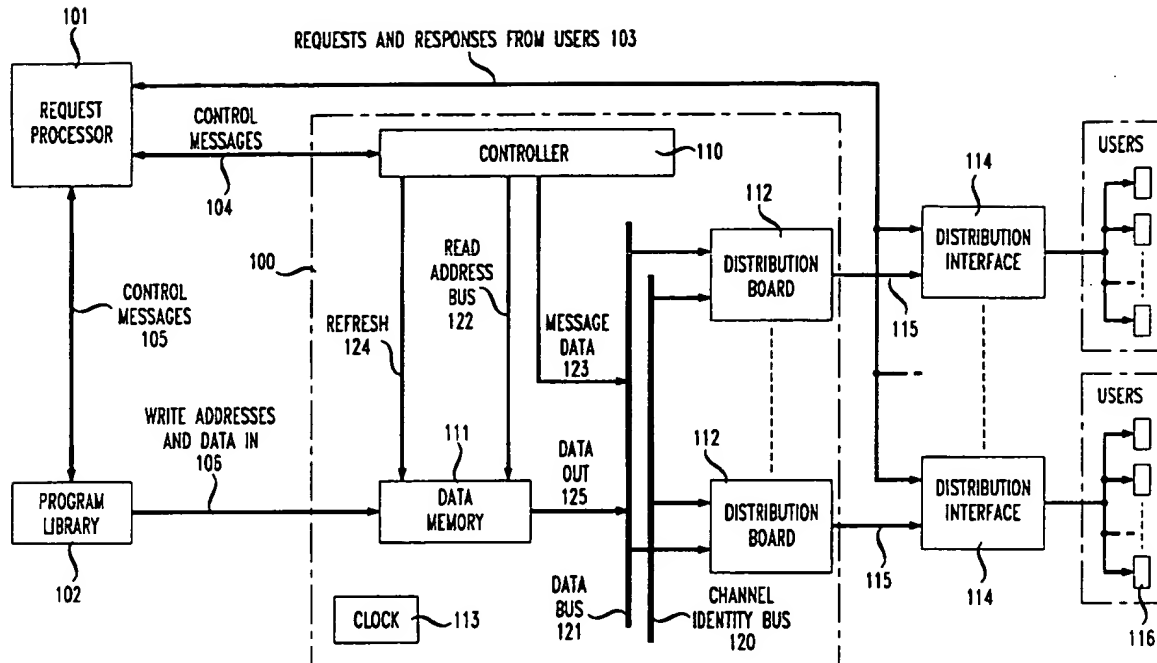 101
REQUESTS AND RESPONSES FROM USERS 103
REQUEST
PROCESSOR
CONTROL
MESSAGES
104
CONTROLLER
110
USERS
114
112
DISTRIBUTION
INTERFACE
DISTRIBUTION
BOARD
115
100
READ
ADDRESS
BUS
122
CONTROL
MESSAGES
105
REFRESH
124
MESSAGE
DATA
123
USERS
WRITE ADDRESSES
AND DATA IN
106
111
DATA
OUT
125
112
PROGRAM
LIBRARY
102
DATA
MEMORY
DISTRIBUTION
BOARD
DISTRIBUTION
INTERFACE
115
114
CLOCK
113
DATA
BUS
121
CHANNEL
IDENTITY BUS
120
116